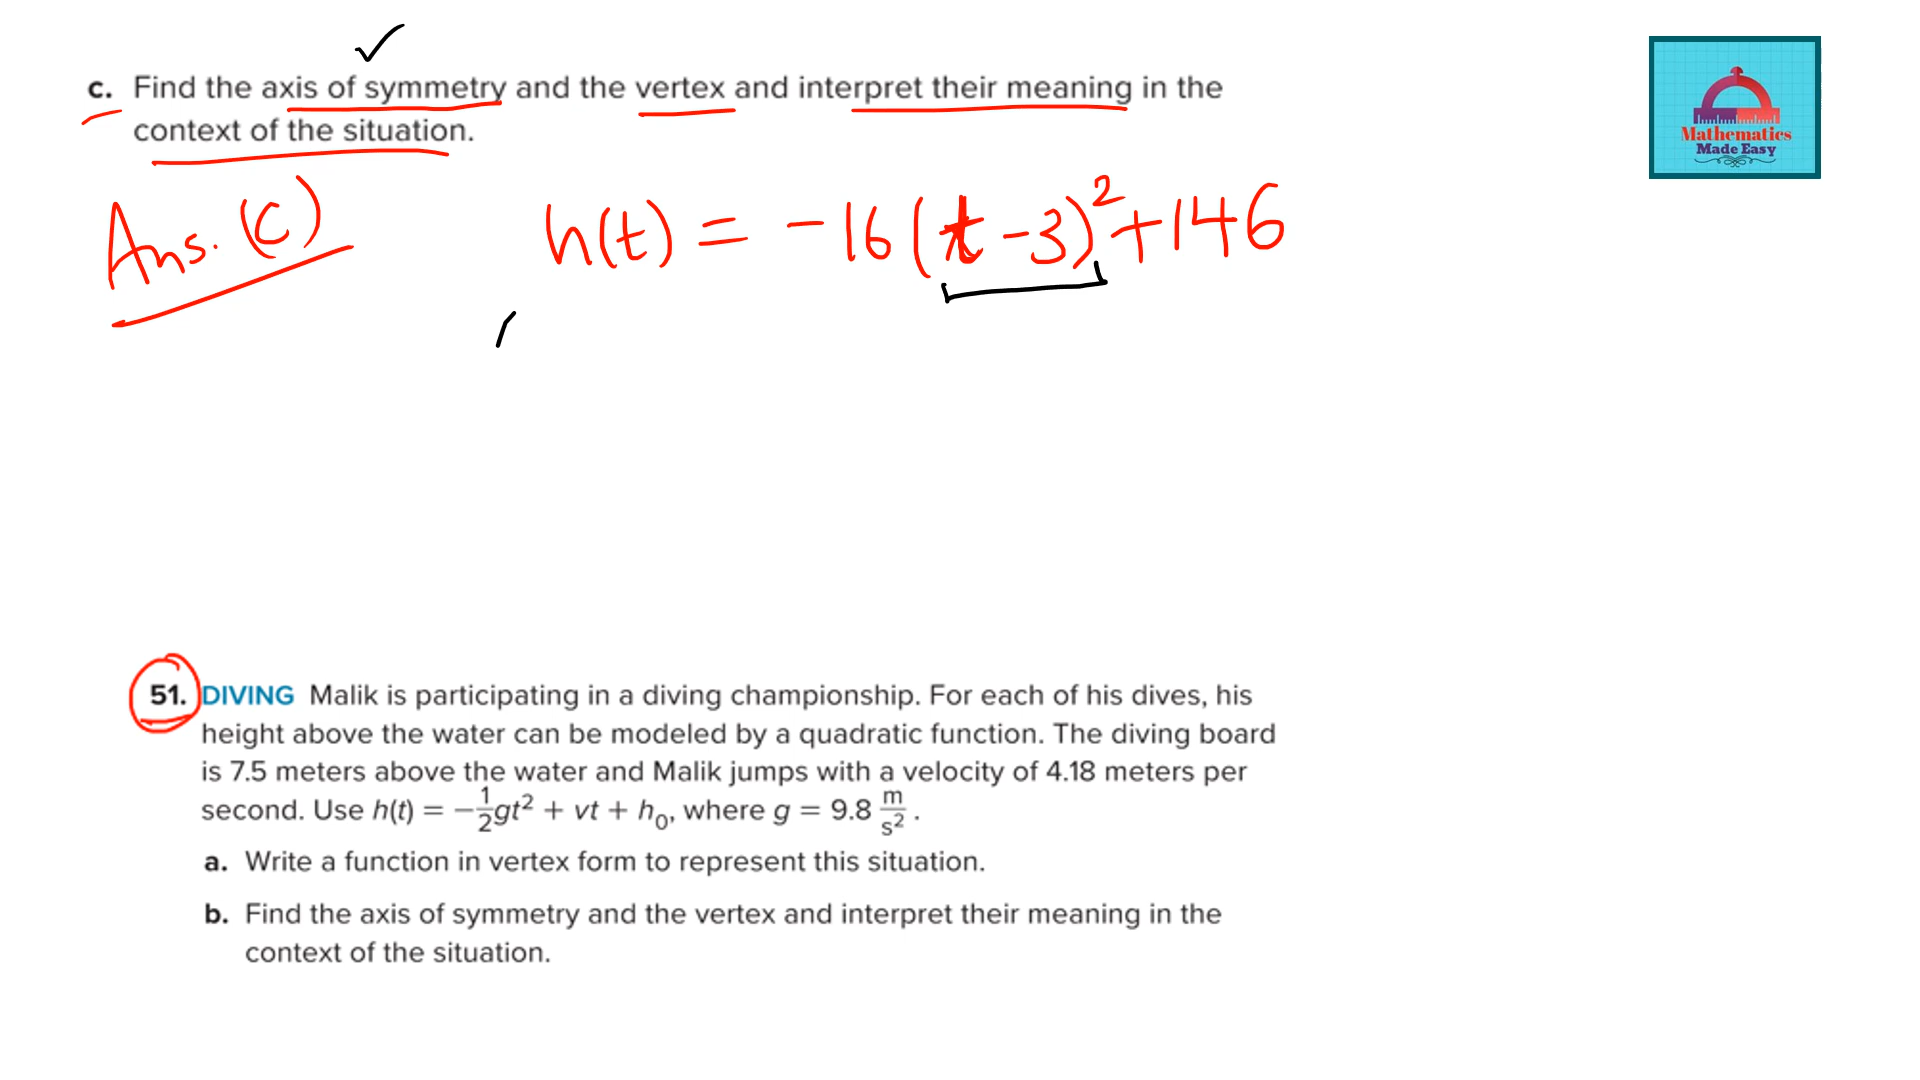 c. Find the axis of symmetry and the vertex and interpret their meaning in the
context of the situation.
Mathematics
Made Easy
Ans. (c)
h(t) = -16(t-3)²+146
51. DIVING Malik is participating in a diving championship. For each of his dives, his
height above the water can be modeled by a quadratic function. The diving board
is 7.5 meters above the water and Malik jumps with a velocity of 4.18 meters per
second. Use h(t) = −1/2gt² + vt + h₀, where g = 9.8 m/s².
a. Write a function in vertex form to represent this situation.
b. Find the axis of symmetry and the vertex and interpret their meaning in the
context of the situation.